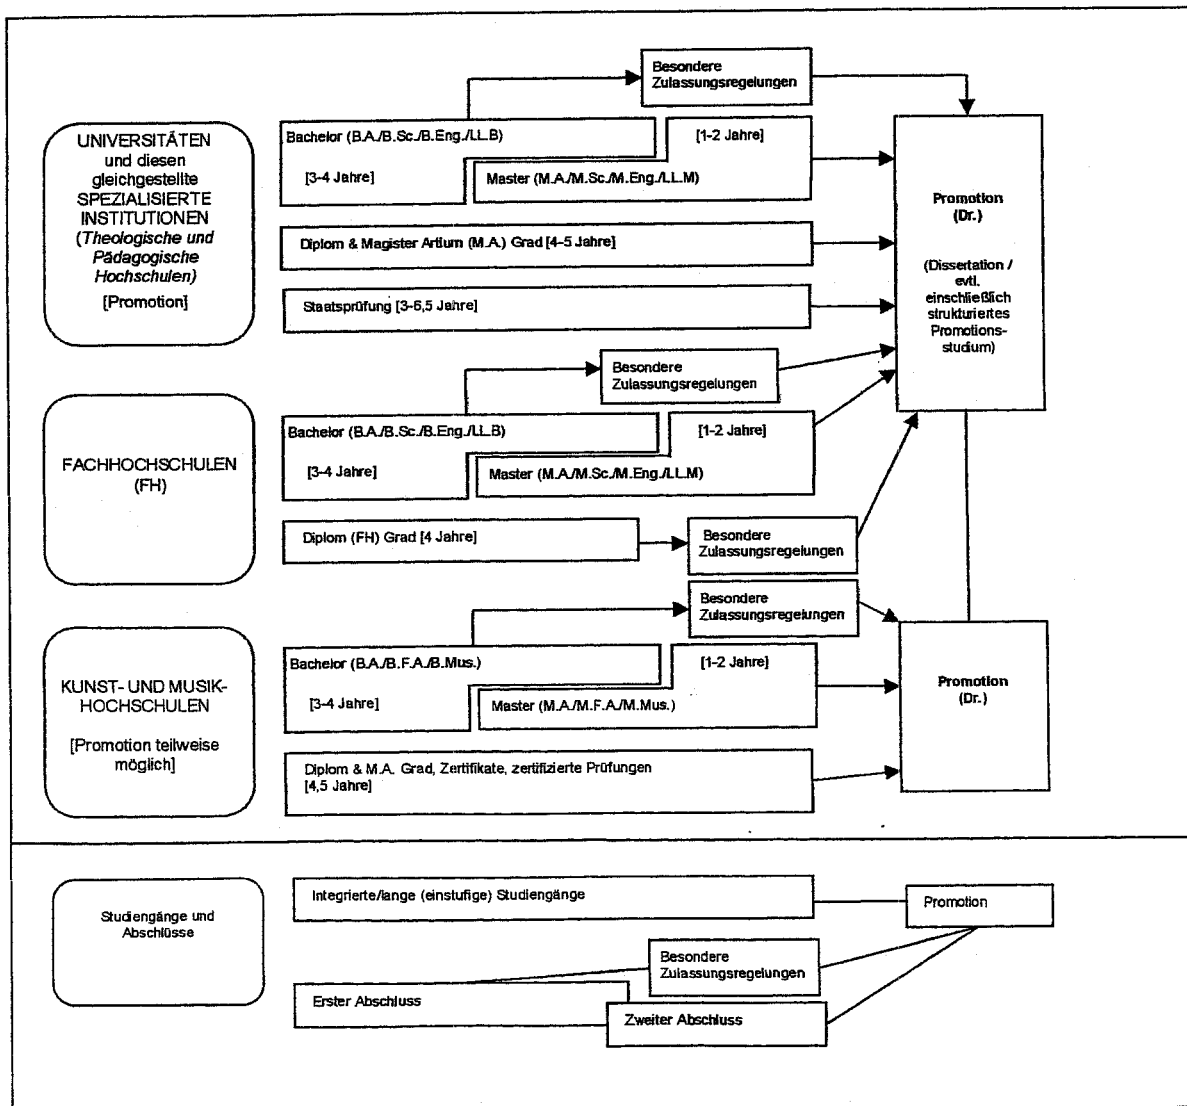 Besondere
Zulassungsregelungen
UNIVERSITÄTEN
und diesen
gleichgestellte
SPEZIALISIERTE
INSTITUTIONEN
(Theologische und
Pädagogische
Hochschulen)
[Promotion]
Bachelor (B.A./B.Sc./B.Eng./LL.B)
[1-2 Jahre]
[3-4 Jahre]
Master (M.A./M.Sc./M.Eng./LL.M)
Diplom & Magister Artium (M.A.) Grad [4-5 Jahre]
Staatsprüfung [3-6,5 Jahre]
Promotion
(Dr.)
(Dissertation /
evtl.
einschließlich
strukturiertes
Promotions-
studium)
Besondere
Zulassungsregelungen
FACHHOCHSCHULEN
(FH)
Bachelor (B.A./B.Sc./B.Eng./LL.B)
[1-2 Jahre]
[3-4 Jahre]
Master (M.A./M.Sc./M.Eng./LL.M)
Diplom (FH) Grad [4 Jahre]
Besondere
Zulassungsregelungen
Besondere
Zulassungsregelungen
KUNST- UND MUSIK-
HOCHSCHULEN
[Promotion teilweise
möglich]
Bachelor (B.A./B.F.A./B.Mus.)
[1-2 Jahre]
[3-4 Jahre]
Master (M.A./M.F.A./M.Mus.)
Diplom & M.A. Grad, Zertifikate, zertifizierte Prüfungen
[4,5 Jahre]
Promotion
(Dr.)
Studiengänge und
Abschlüsse
Integrierte/lange (einstufige) Studiengänge
Promotion
Besondere
Zulassungsregelungen
Erster Abschluss
Zweiter Abschluss